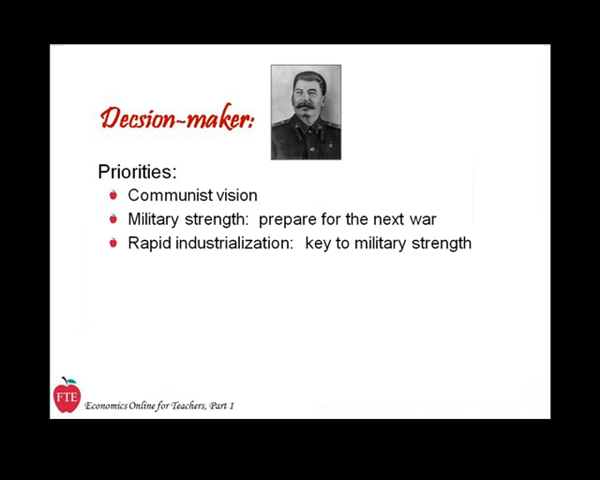 Decsion-maker:
Priorities:
Communist vision
Military strength: prepare for the next war
Rapid industrialization: key to military strength
FTE
Economics Online for Teachers, Part 1